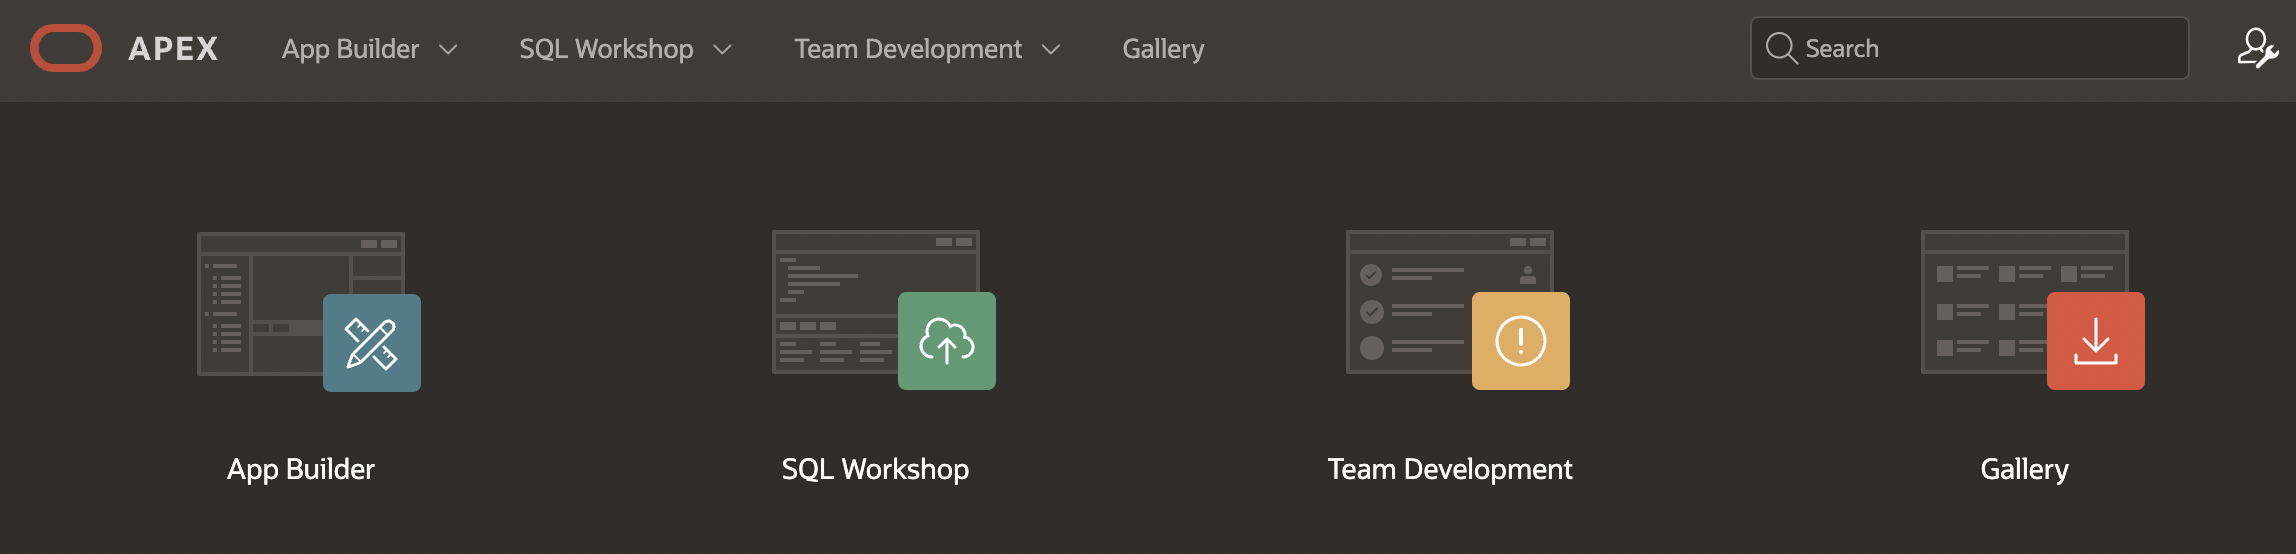 APEX App Builder SQL Workshop Team Development Gallery Search
App Builder SQL Workshop Team Development Gallery